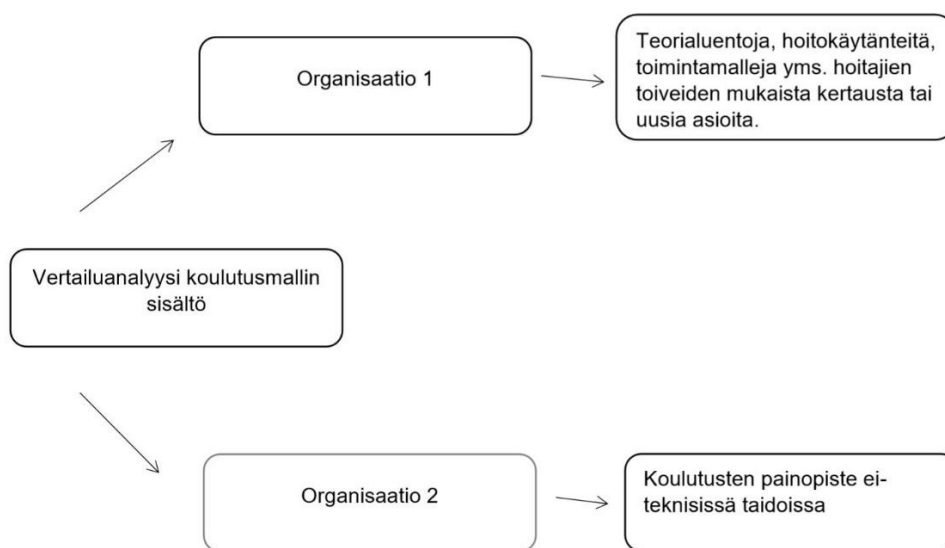 Organisaatio 1
Teorialuentoja, hoitokäytänteitä,
toimintamalleja yms. hoitajien
toiveiden mukaista kertausta tai
uusia asioita.
Vertailuanalyysi koulutusmallin
sisältö
Organisaatio 2
Koulutusten painopiste ei-
teknisissä taidoissa